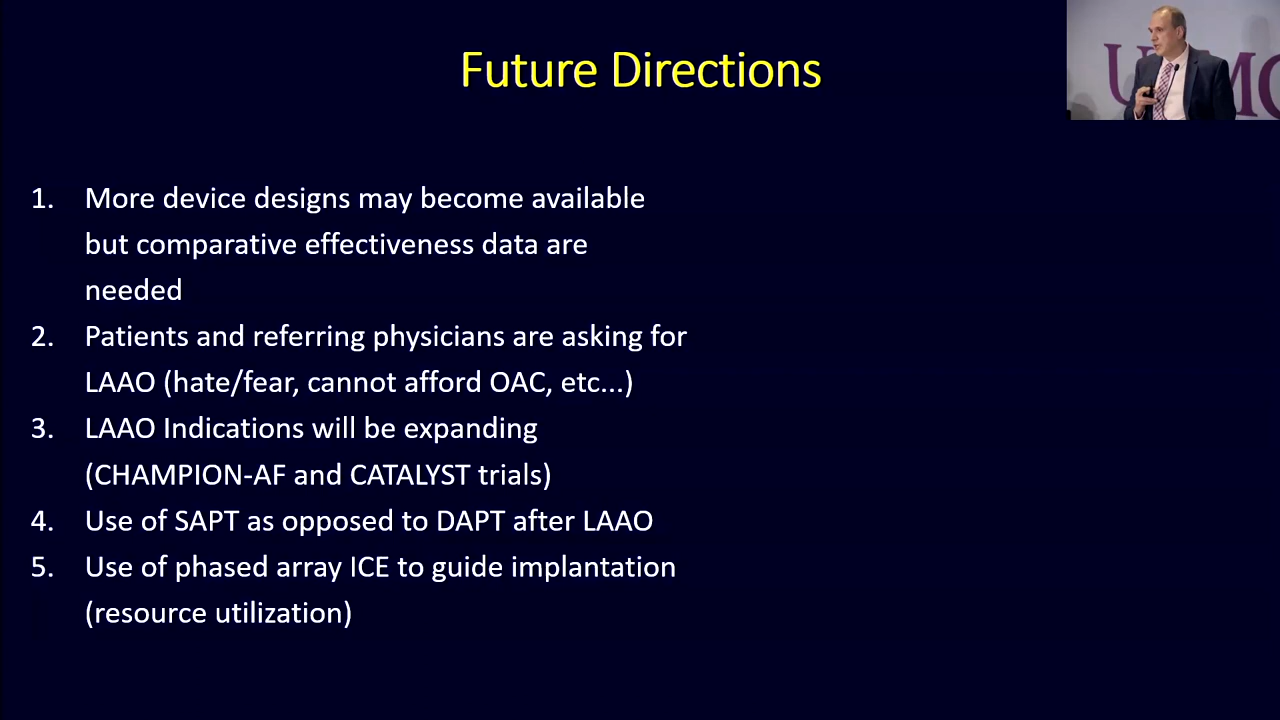 Future Directions
1. More device designs may become available
but comparative effectiveness data are
needed
2. Patients and referring physicians are asking for
LAAO (hate/fear, cannot afford OAC, etc...)
3. LAAO Indications will be expanding
(CHAMPION-AF and CATALYST trials)
4. Use of SAPT as opposed to DAPT after LAAO
5. Use of phased array ICE to guide implantation
(resource utilization)